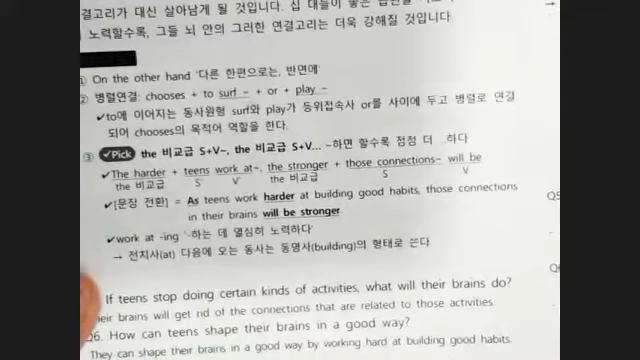 결고리가 대신 살아남게 될 것입니다. 십 대들이 좋은
노력할수록, 그들 뇌 안의 그러한 연결고리는 더욱 강해질 것입니다
① On the other hand '다른 한편으로는, 반면에'
② 병렬연결: chooses + to surf ~ + or + play ~
✔to에 이어지는 동사원형 surf와 play가 등위접속사 or를 사이에 두고 병렬로 연결
되어 chooses의 목적어 역할을 한다.
③ ✔Pick the 비교급 S+V~, the 비교급 S+V... ~하면 할수록 점점 더 …하다
✔The harder + teens work at~, the stronger + those connections~ will be
the 비교급 S V the 비교급 S V
✔[문장 전환] = As teens work harder at building good habits, those connections
in their brains will be stronger.
✔work at -ing '~하는 데 열심히 노력하다'
→ 전치사(at) 다음에 오는 동사는 동명사(building)의 형태로 쓴다
If teens stop doing certain kinds of activities, what will their brains do?
heir brains will get rid of the connections that are related to those activities.
Q6. How can teens shape their brains in a good way?
They can shape their brains in a good way by working hard at building good habits.